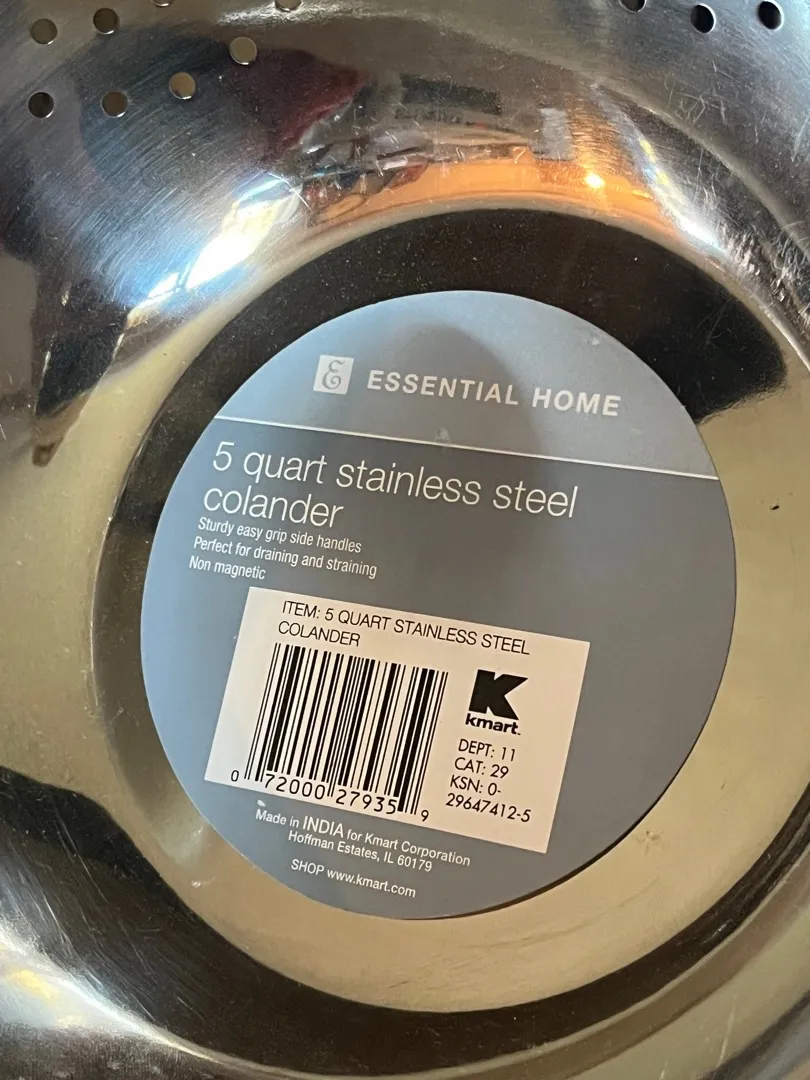 E ESSENTIAL HOME
5 quart stainless steel
colander
Sturdy easy grip side handles
Perfect for draining and straining
Non magnetic
ITEM: 5 QUART STAINLESS STEEL
COLANDER
K
kmart.
DEPT: 11
CAT: 29
KSN: 0-
29647412-5
0 72000 27935 9
Made in INDIA for Kmart Corporation
Hoffman Estates, IL 60179
SHOP www.kmart.com